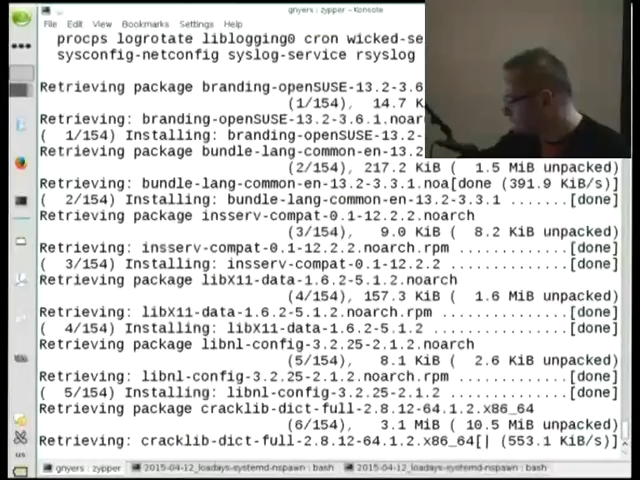 gnyers : zypper – Konsole
File Edit View Bookmarks Settings Help
procps logrotate liblogging0 cron wicked-se
sysconfig-netconfig syslog-service rsyslog
Retrieving package branding-openSUSE-13.2-3.6
(1/154), 14.7 K
Retrieving: branding-openSUSE-13.2-3.6.1.noar
( 1/154) Installing: branding-openSUSE-13.2-
Retrieving package bundle-lang-common-en-13.2
(2/154), 217.2 KiB ( 1.5 MiB unpacked)
Retrieving: bundle-lang-common-en-13.2-3.3.1.noa[done (391.9 KiB/s)]
( 2/154) Installing: bundle-lang-common-en-13.2-3.3.1 .......[done]
Retrieving package insserv-compat-0.1-12.2.2.noarch
(3/154), 9.0 KiB ( 8.2 KiB unpacked)
Retrieving: insserv-compat-0.1-12.2.2.noarch.rpm ............[done]
( 3/154) Installing: insserv-compat-0.1-12.2.2 ..............[done]
Retrieving package libX11-data-1.6.2-5.1.2.noarch
(4/154), 157.3 KiB ( 1.6 MiB unpacked)
Retrieving: libX11-data-1.6.2-5.1.2.noarch.rpm ..............[done]
( 4/154) Installing: libX11-data-1.6.2-5.1.2 ................[done]
Retrieving package libnl-config-3.2.25-2.1.2.noarch
(5/154), 8.1 KiB ( 2.6 KiB unpacked)
Retrieving: libnl-config-3.2.25-2.1.2.noarch.rpm ............[done]
( 5/154) Installing: libnl-config-3.2.25-2.1.2 ..............[done]
Retrieving package cracklib-dict-full-2.8.12-64.1.2.x86_64
(6/154), 3.1 MiB ( 10.5 MiB unpacked)
Retrieving: cracklib-dict-full-2.8.12-64.1.2.x86_64[| (553.1 KiB/s)]
us
gnyers : zypper 2015-04-12_loadays-systemd-nspawn : bash 2015-04-12_loadays-systemd-nspawn : bash